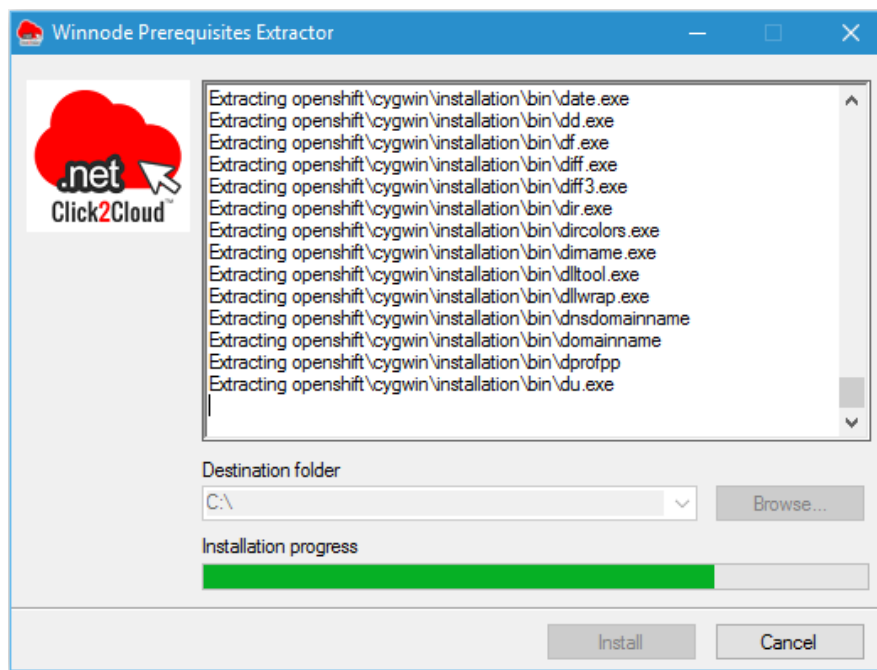 Winnode Prerequisites Extractor
.net
Click2Cloud™
Extracting openshift\cygwin\installation\bin\date.exe
Extracting openshift\cygwin\installation\bin\dd.exe
Extracting openshift\cygwin\installation\bin\df.exe
Extracting openshift\cygwin\installation\bin\diff.exe
Extracting openshift\cygwin\installation\bin\diff3.exe
Extracting openshift\cygwin\installation\bin\dir.exe
Extracting openshift\cygwin\installation\bin\dircolors.exe
Extracting openshift\cygwin\installation\bin\dirname.exe
Extracting openshift\cygwin\installation\bin\dlltool.exe
Extracting openshift\cygwin\installation\bin\dllwrap.exe
Extracting openshift\cygwin\installation\bin\dnsdomainname
Extracting openshift\cygwin\installation\bin\domainname
Extracting openshift\cygwin\installation\bin\dprofpp
Extracting openshift\cygwin\installation\bin\du.exe
Destination folder
C:\
Browse...
Installation progress
Install
Cancel